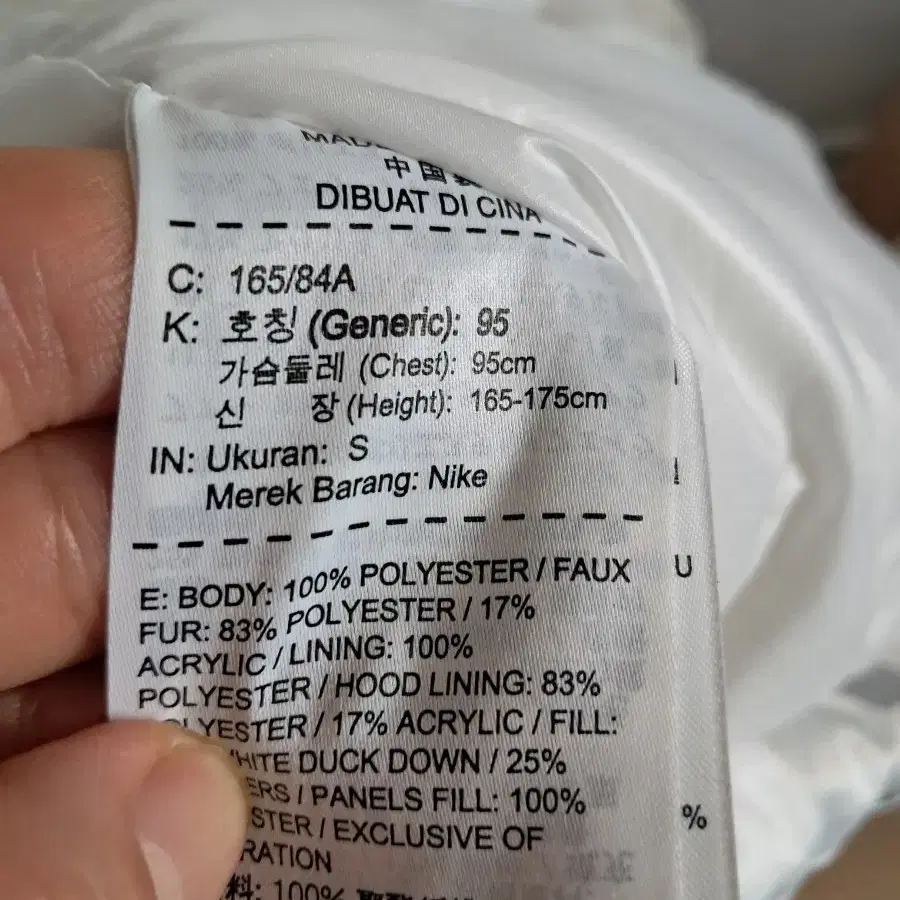 中国製
DIBUAT DI CINA
C: 165/84A
K: 호칭 (Generic): 95
가슴둘레 (Chest): 95cm
신 장 (Height): 165-175cm
IN: Ukuran: S
Merek Barang: Nike
E: BODY: 100% POLYESTER / FAUX
FUR: 83% POLYESTER / 17%
ACRYLIC / LINING: 100%
POLYESTER / HOOD LINING: 83%
POLYESTER / 17% ACRYLIC / FILL:
WHITE DUCK DOWN / 25%
/ PANELS FILL: 100%
/ EXCLUSIVE OF
料: 100%
U
%